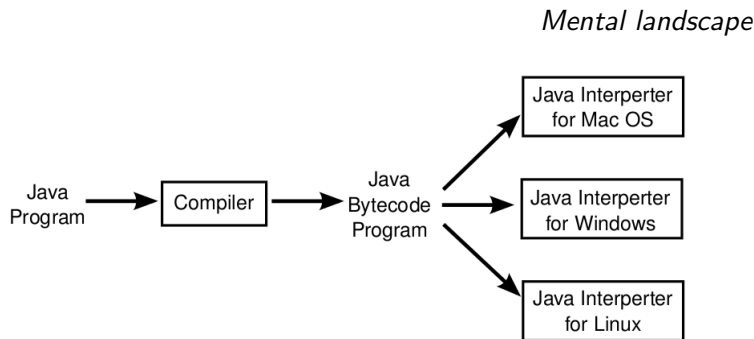 Mental landscape
Java Interperter
for Mac OS
Java
Program
Compiler
Java
Bytecode
Program
Java Interperter
for Windows
Java Interperter
for Linux